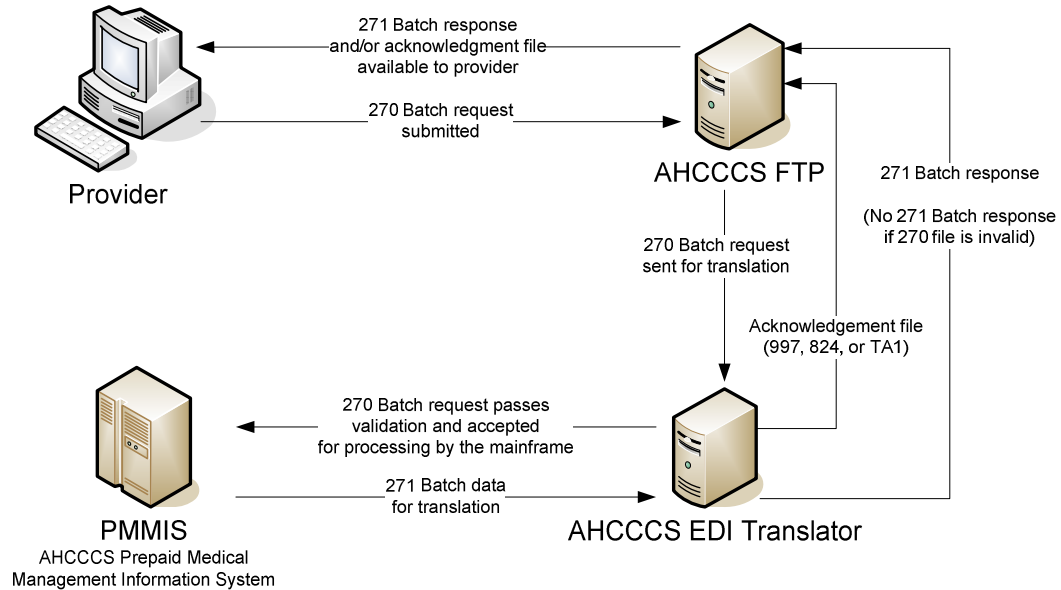 271 Batch response
and/or acknowledgment file
available to provider
270 Batch request
submitted
Provider
AHCCCS FTP
271 Batch response
(No 271 Batch response
if 270 file is invalid)
270 Batch request
sent for translation
Acknowledgement file
(997, 824, or TA1)
270 Batch request passes
validation and accepted
for processing by the mainframe
271 Batch data
for translation
PMMIS
AHCCCS Prepaid Medical
Management Information System
AHCCCS EDI Translator